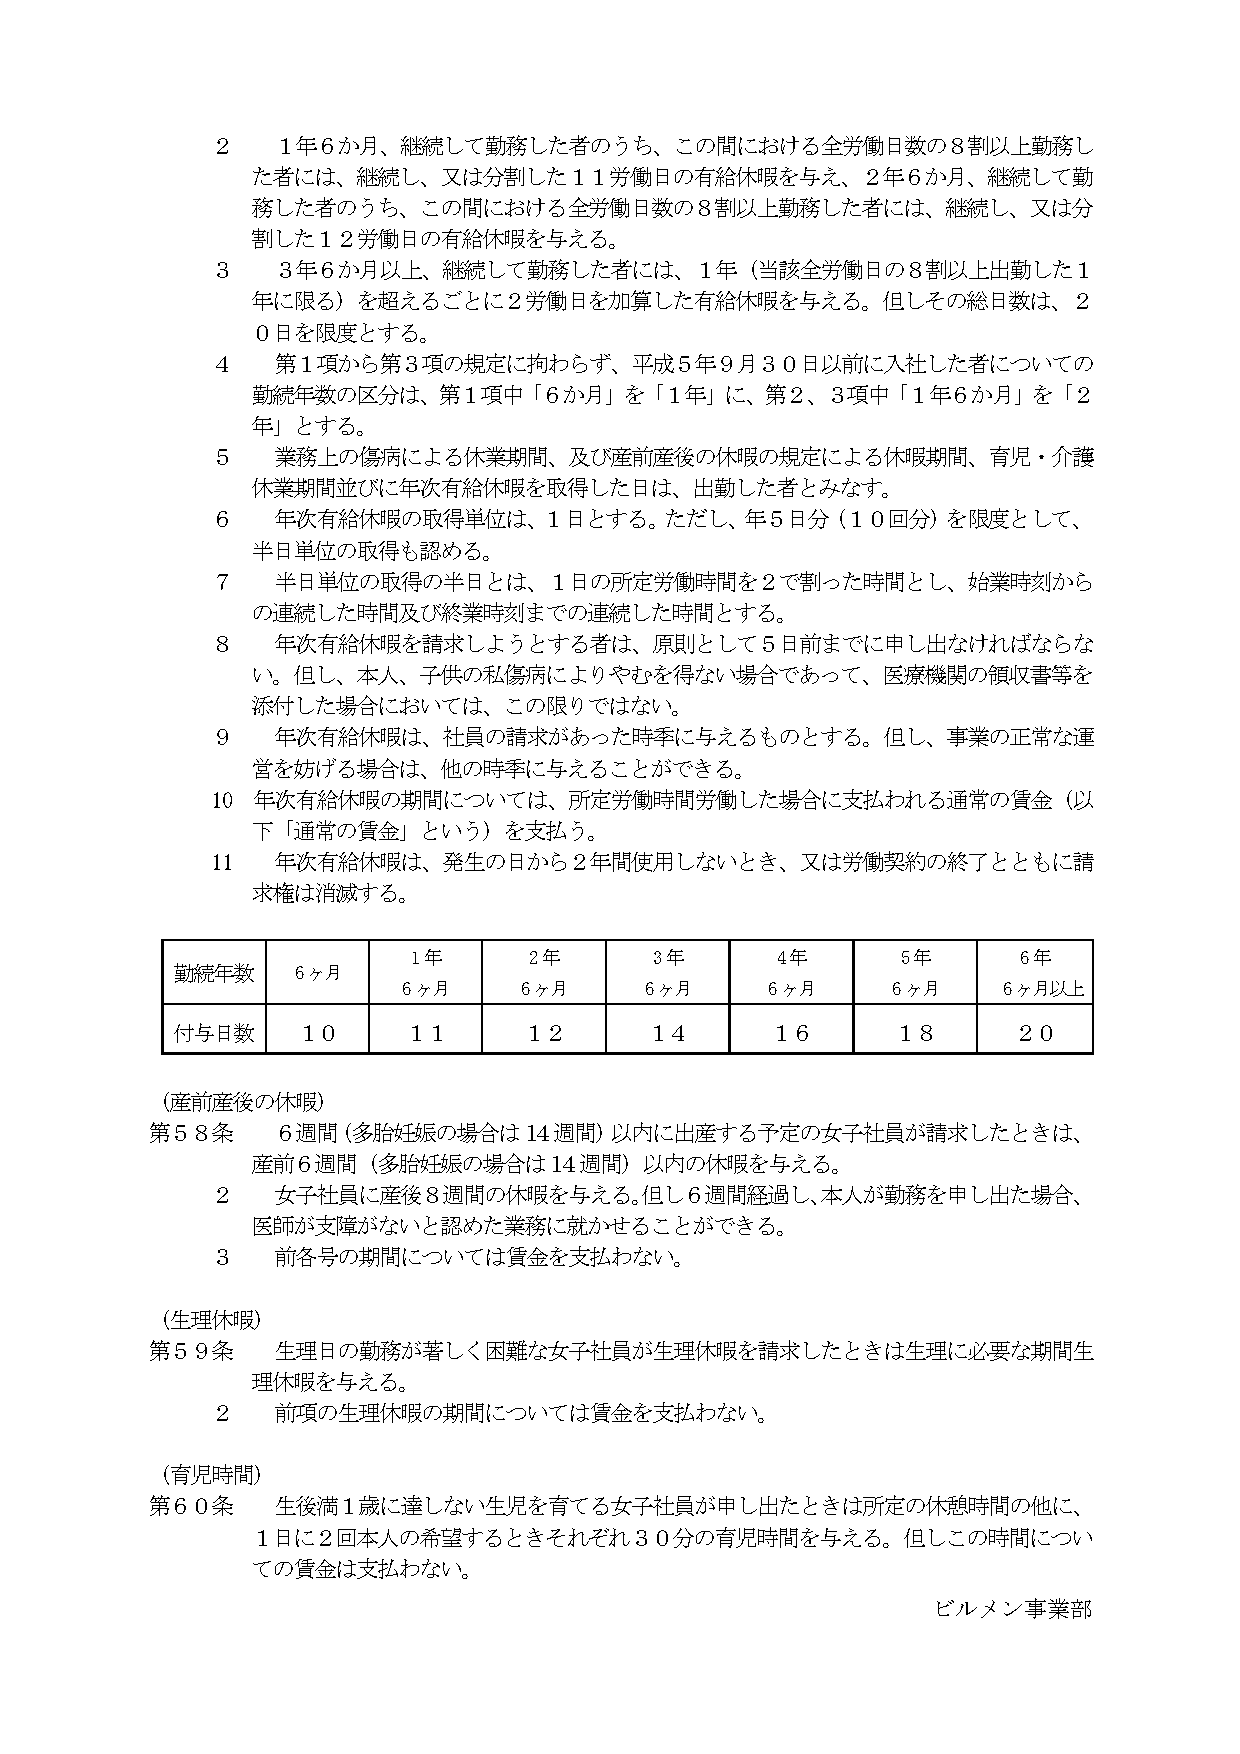 ２　　１年６か月、継続して勤務した者のうち、この間における全労働日数の８割以上勤務し
た者には、継続し、又は分割した１１労働日の有給休暇を与え、２年６か月、継続して勤
務した者のうち、この間における全労働日数の８割以上勤務した者には、継続し、又は分
割した１２労働日の有給休暇を与える。
３　　３年６か月以上、継続して勤務した者には、１年（当該全労働日の８割以上出勤した１
年に限る）を超えるごとに２労働日を加算した有給休暇を与える。但しその総日数は、２
０日を限度とする。
４　　第１項から第３項の規定に拘わらず、平成５年９月３０日以前に入社した者についての
勤続年数の区分は、第１項中「６か月」を「１年」に、第２、３項中「１年６か月」を「２
年」とする。
５　　業務上の傷病による休業期間、及び産前産後の休暇の規定による休暇期間、育児・介護
休業期間並びに年次有給休暇を取得した日は、出勤した者とみなす。
６　　年次有給休暇の取得単位は、１日とする。ただし、年５日分（１０回分）を限度として、
半日単位の取得も認める。
７　　半日単位の取得の半日とは、１日の所定労働時間を２で割った時間とし、始業時刻から
の連続した時間及び終業時刻までの連続した時間とする。
８　　年次有給休暇を請求しようとする者は、原則として５日前までに申し出なければならな
い。但し、本人、子供の私傷病によりやむを得ない場合であって、医療機関の領収書等を
添付した場合においては、この限りではない。
９　　年次有給休暇は、社員の請求があった時季に与えるものとする。但し、事業の正常な運
営を妨げる場合は、他の時季に与えることができる。
10　年次有給休暇の期間については、所定労働時間労働した場合に支払われる通常の賃金（以
下「通常の賃金」という）を支払う。
11　　年次有給休暇は、発生の日から２年間使用しないとき、又は労働契約の終了とともに請
求権は消滅する。
勤続年数　６ヶ月　１年６ヶ月　２年６ヶ月　３年６ヶ月　４年６ヶ月　５年６ヶ月　６年６ヶ月以上
付与日数　１０　１１　１２　１４　１６　１８　２０
（産前産後の休暇）
第５８条　　６週間（多胎妊娠の場合は 14 週間）以内に出産する予定の女子社員が請求したときは、
産前６週間（多胎妊娠の場合は 14 週間）以内の休暇を与える。
２　　女子社員に産後８週間の休暇を与える。但し６週間経過し、本人が勤務を申し出た場合、
医師が支障がないと認めた業務に就かせることができる。
３　　前各号の期間については賃金を支払わない。
（生理休暇）
第５９条　　生理日の勤務が著しく困難な女子社員が生理休暇を請求したときは生理に必要な期間生
理休暇を与える。
２　　前項の生理休暇の期間については賃金を支払わない。
（育児時間）
第６０条　　生後満１歳に達しない生児を育てる女子社員が申し出たときは所定の休憩時間の他に、
１日に２回本人の希望するときそれぞれ３０分の育児時間を与える。但しこの時間につい
ての賃金は支払わない。
ビルメン事業部